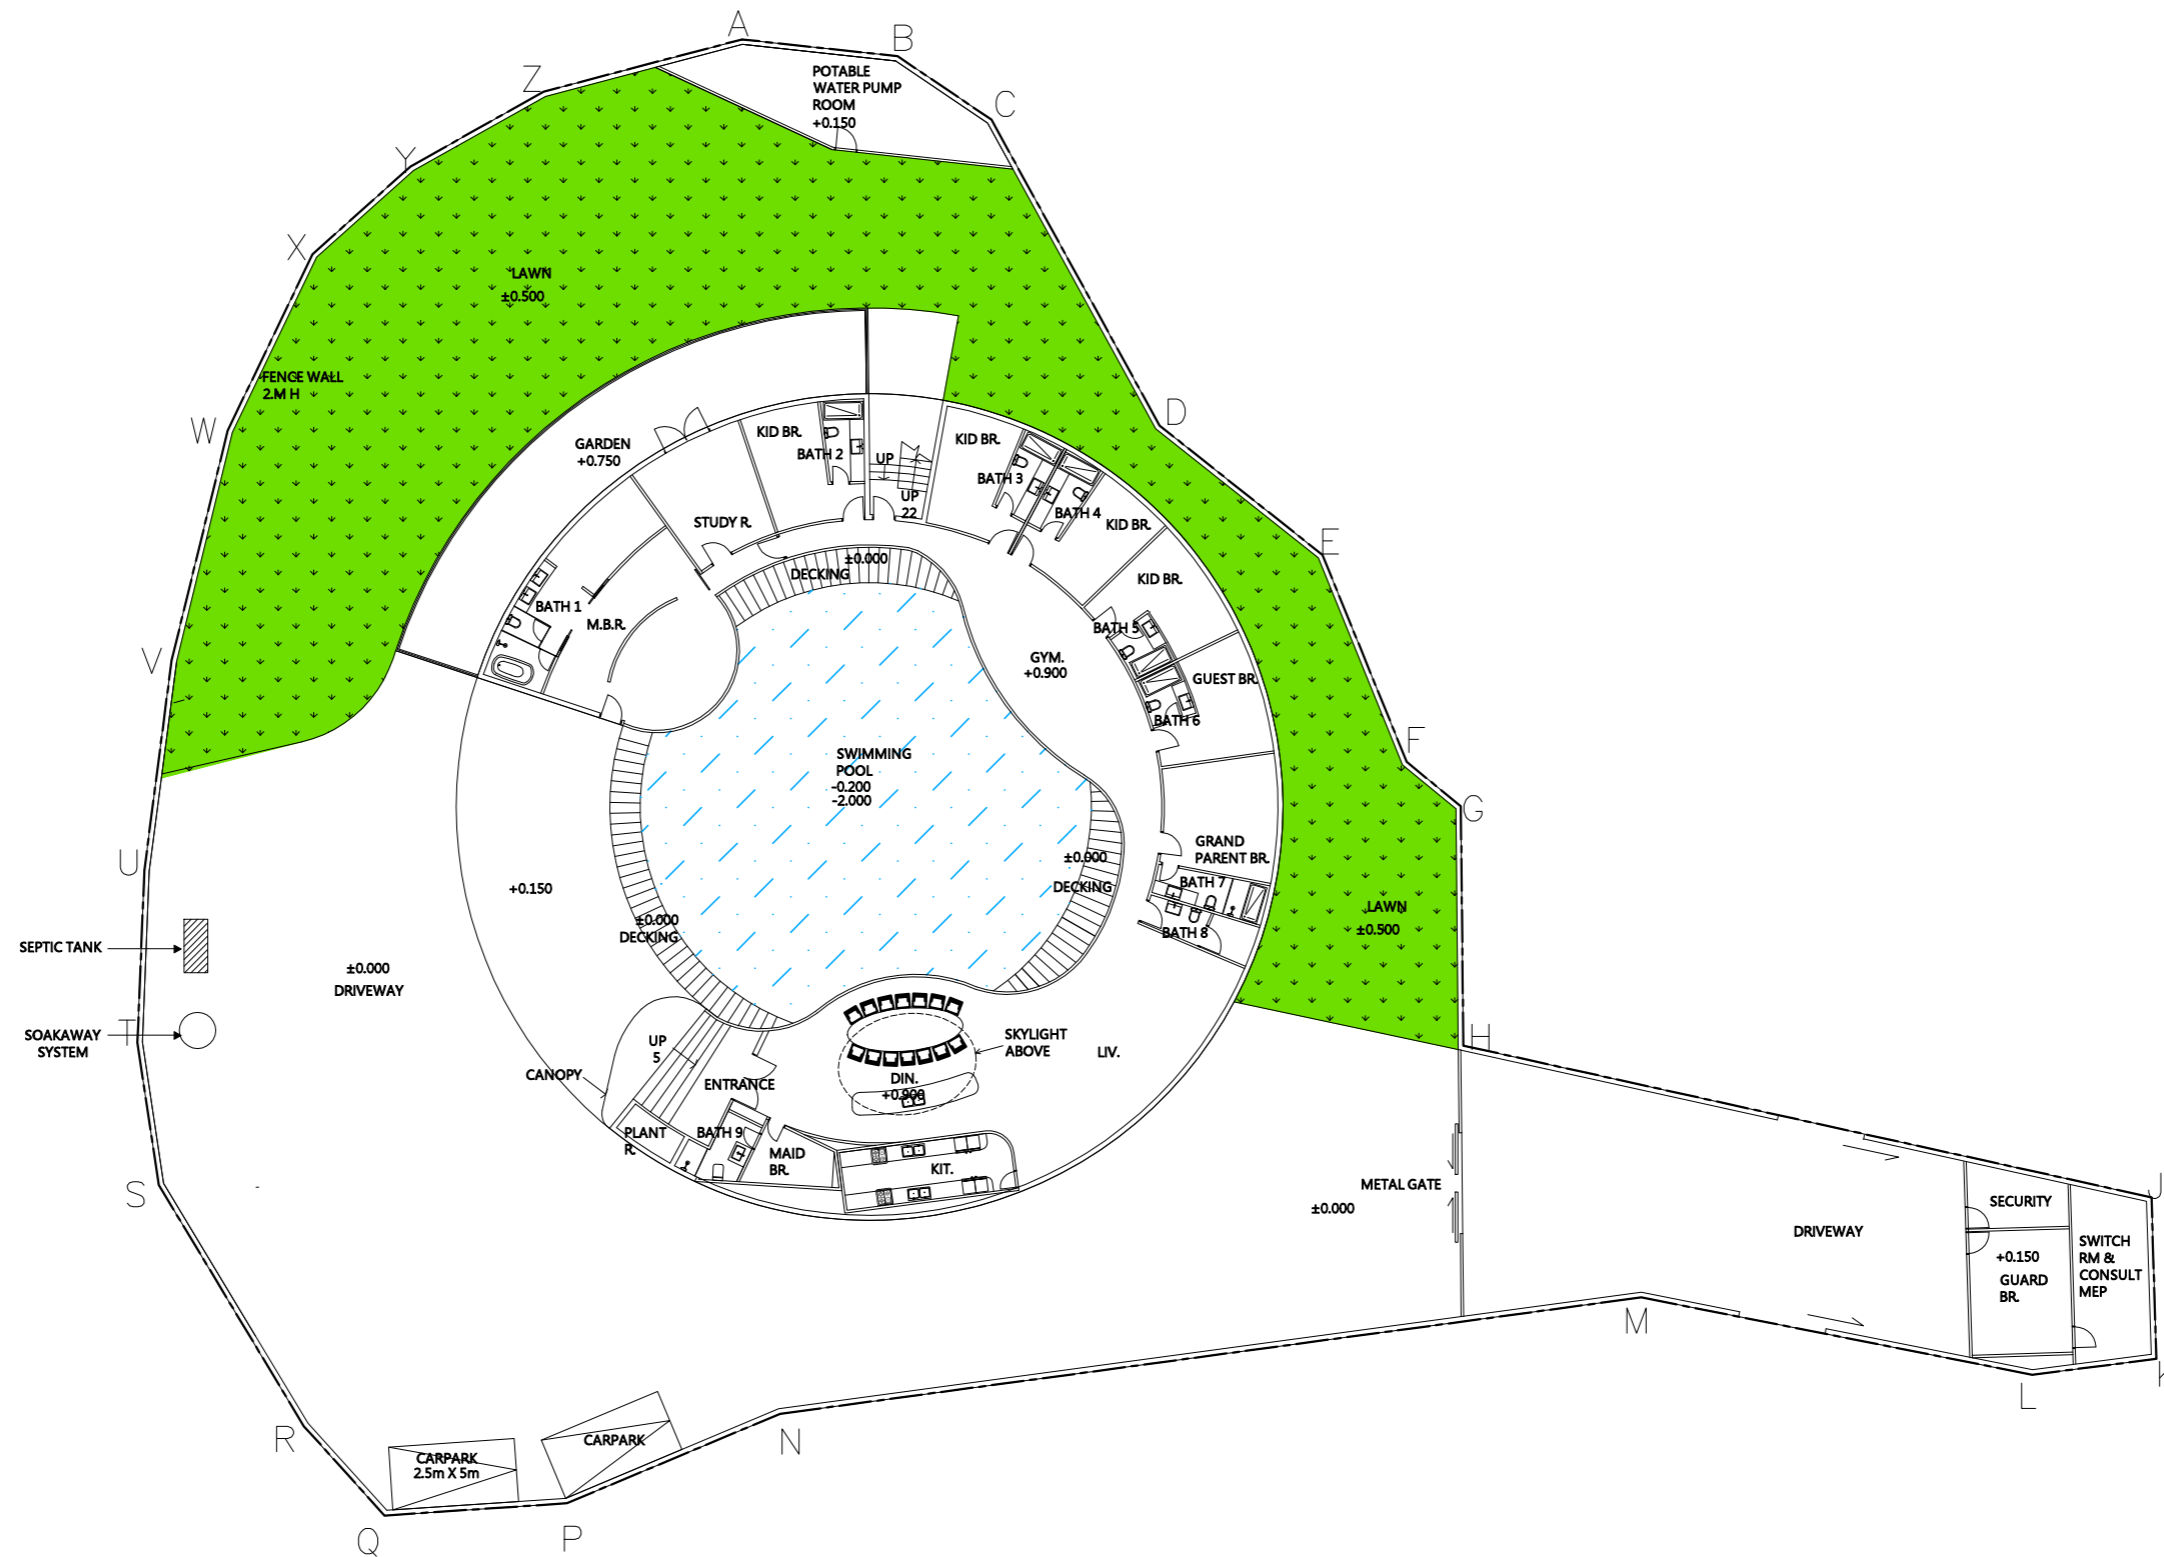 A
B
Z
C
POTABLE
WATER PUMP
ROOM
+0.150
Y
X
LAWN
±0.500
FENCE WALL
2.M H
W
D
GARDEN
+0.750
KID BR.
BATH 2
UP
UP
22
KID BR.
BATH 3
BATH 4
KID BR.
STUDY R.
E
±0.000
DECKING
KID BR.
BATH 1
M.B.R.
BATH 5
V
GYM.
+0.900
GUEST BR.
BATH 6
F
SWIMMING
POOL
-0.200
-2.000
G
U
GRAND
PARENT BR.
±0.000
DECKING
BATH 7
+0.150
LAWN
±0.500
±0.000
DECKING
BATH 8
SEPTIC TANK
±0.000
DRIVEWAY
T
SOAKAWAY
SYSTEM
H
SKYLIGHT
ABOVE
LIV.
UP
5
CANOPY
ENTRANCE
DIN.
+0.900
PLANT
R.
BATH 9
MAID
BR.
KIT.
S
METAL GATE
±0.000
J
SECURITY
DRIVEWAY
SWITCH
RM &
CONSULT
MEP
+0.150
GUARD
BR.
M
K
L
R
N
CARPARK
CARPARK
2.5m X 5m
Q
P